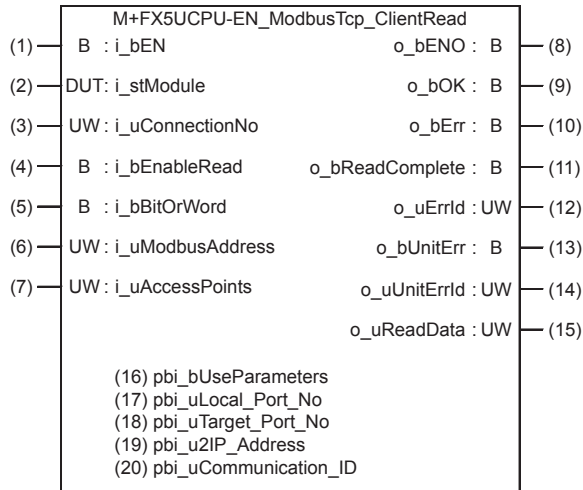 M+FX5UCPU-EN_ModbusTcp_ClientRead
(1) B : i_bEN o_bENO : B (8)
(2) DUT: i_stModule o_bOK : B (9)
(3) UW : i_uConnectionNo o_bErr : B (10)
(4) B : i_bEnableRead o_bReadComplete : B (11)
(5) B : i_bBitOrWord o_uErrId : UW (12)
(6) UW : i_uModbusAddress o_bUnitErr : B (13)
(7) UW : i_uAccessPoints o_uUnitErrId : UW (14)
o_uReadData : UW (15)
(16) pbi_bUseParameters
(17) pbi_uLocal_Port_No
(18) pbi_uTarget_Port_No
(19) pbi_u2IP_Address
(20) pbi_uCommunication_ID